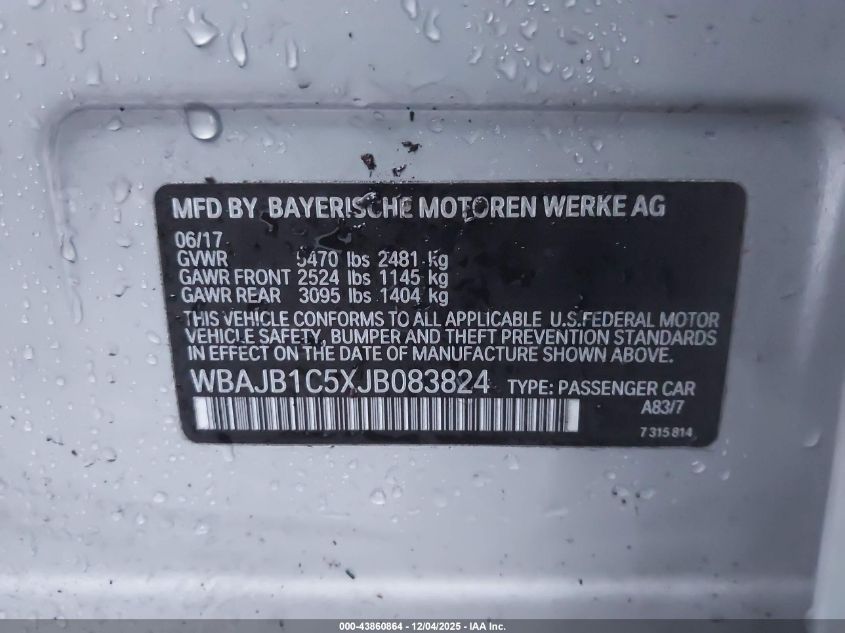 MFD BY BAYERISCHE MOTOREN WERKE AG
06/17
GVWR 5470 lbs 2481 kg
GAWR FRONT 2524 lbs 1145 kg
GAWR REAR 3095 lbs 1404 kg
THIS VEHICLE CONFORMS TO ALL APPLICABLE U.S.FEDERAL MOTOR
VEHICLE SAFETY, BUMPER AND THEFT PREVENTION STANDARDS
IN EFFECT ON THE DATE OF MANUFACTURE SHOWN ABOVE.
WBAJB1C5XJB083824 TYPE: PASSENGER CAR
A83/7
7 315 814
000-43860864 - 12/04/2025 - IAA Inc.